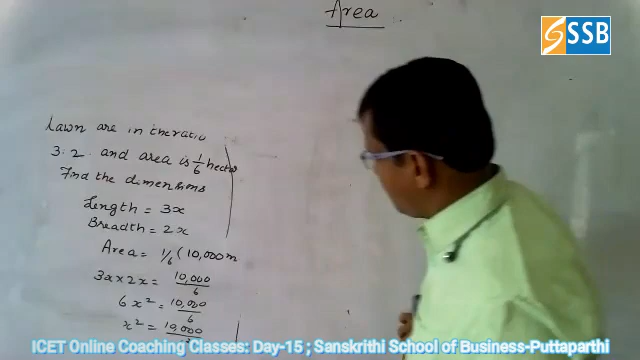 Area
SSB
Lawn are in the ratio
3:2 and area is 1/6 hectar
Find the dimensions
Length = 3x
Breadth = 2x
Area = 1/6 (10,000 m
3x × 2x = 10,000/6
6x² = 10,000/6
x² = 10,000
ICET Online Coaching Classes: Day-15 ; Sanskrithi School of Business-Puttaparthi